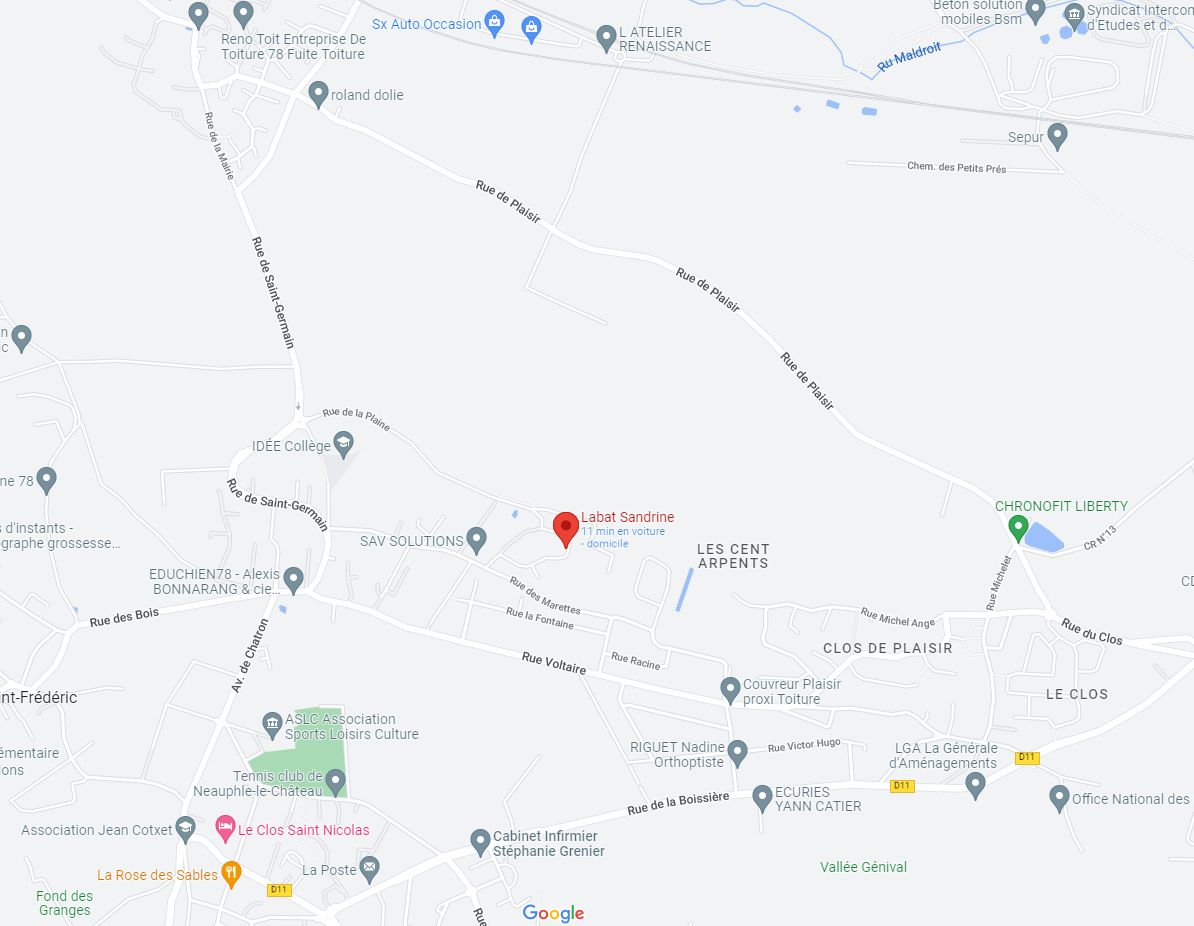 Sx Auto Occasion
L ATELIER
RENAISSANCE
Reno Toit Entreprise De
Toiture 78 Fuite Toiture
Béton solution
mobiles Bsm
Syndicat Intercon
d'Etudes et d...
Ru Maldroit
roland dolie
Rue de la Mairie
Sepur
Chem. des Petits Prés
Rue de Plaisir
Rue de Saint-Germain
Rue de Plaisir
n
ic
Rue de Plaisir
Rue de la Plaine
IDÉE Collège
ne 78
Rue de Saint-Germain
CHRONOFIT LIBERTY
Labat Sandrine
11 min en voiture
- domicile
s d'instants -
ographe grossesse...
SAV SOLUTIONS
LES CENT
ARPENTS
CR N°13
EDUCHIEN78 - Alexis
BONNARANG & cie...
Rue Michelet
CD
Rue des Marettes
Rue des Bois
Rue la Fontaine
Rue Michel Ange
Rue du Clos
Av. de Chatron
Rue Voltaire
Rue Racine
CLOS DE PLAISIR
int-Frédéric
Couvreur Plaisir
proxi Toiture
LE CLOS
ASLC Association
Sports Loisirs Culture
émentaire
ions
RIGUET Nadine
Orthoptiste
Rue Victor Hugo
LGA La Générale
d'Aménagements
D11
Tennis club de
Neauphle-le-Château
D11
Rue de la Boissière
ECURIES
YANN CATIER
Office National des
Association Jean Cotxet
Le Clos Saint Nicolas
Cabinet Infirmier
Stéphanie Grenier
La Poste
La Rose des Sables
D11
Vallée Génival
Fond des
Granges
Rue
Google